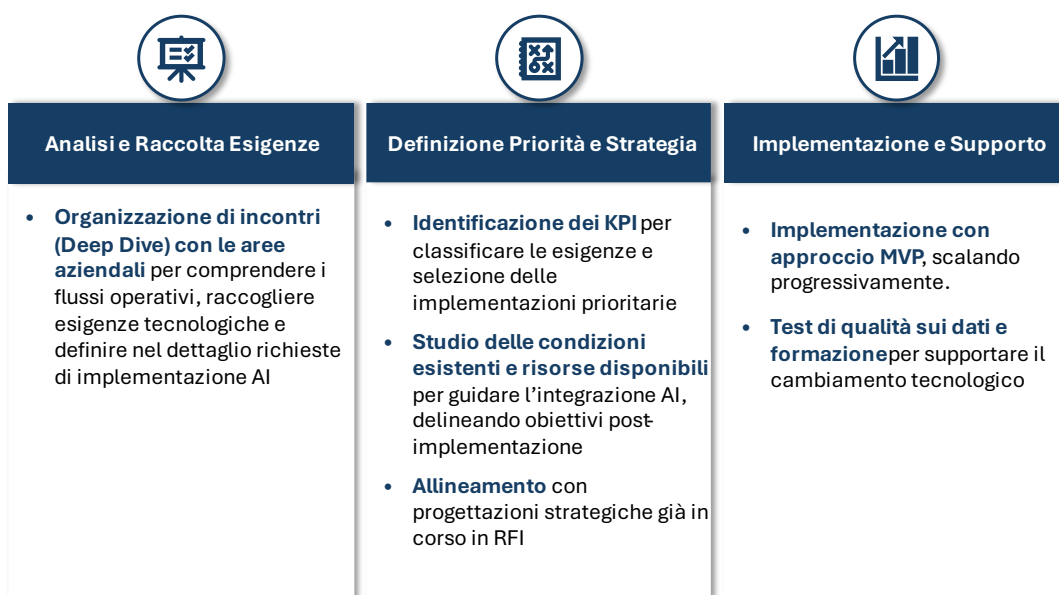 Analisi e Raccolta Esigenze
• Organizzazione di incontri
(Deep Dive) con le aree
aziendali per comprendere i
flussi operativi, raccogliere
esigenze tecnologiche e
definire nel dettaglio richieste
di implementazione AI
Definizione Priorità e Strategia
• Identificazione dei KPI per
classificare le esigenze e
selezione delle
implementazioni prioritarie
• Studio delle condizioni
esistenti e risorse disponibili
per guidare l’integrazione AI,
delineando obiettivi post-
implementazione
• Allineamento con
progettazioni strategiche già in
corso in RFI
Implementazione e Supporto
• Implementazione con
approccio MVP, scalando
progressivamente.
• Test di qualità sui dati e
formazioneper supportare il
cambiamento tecnologico